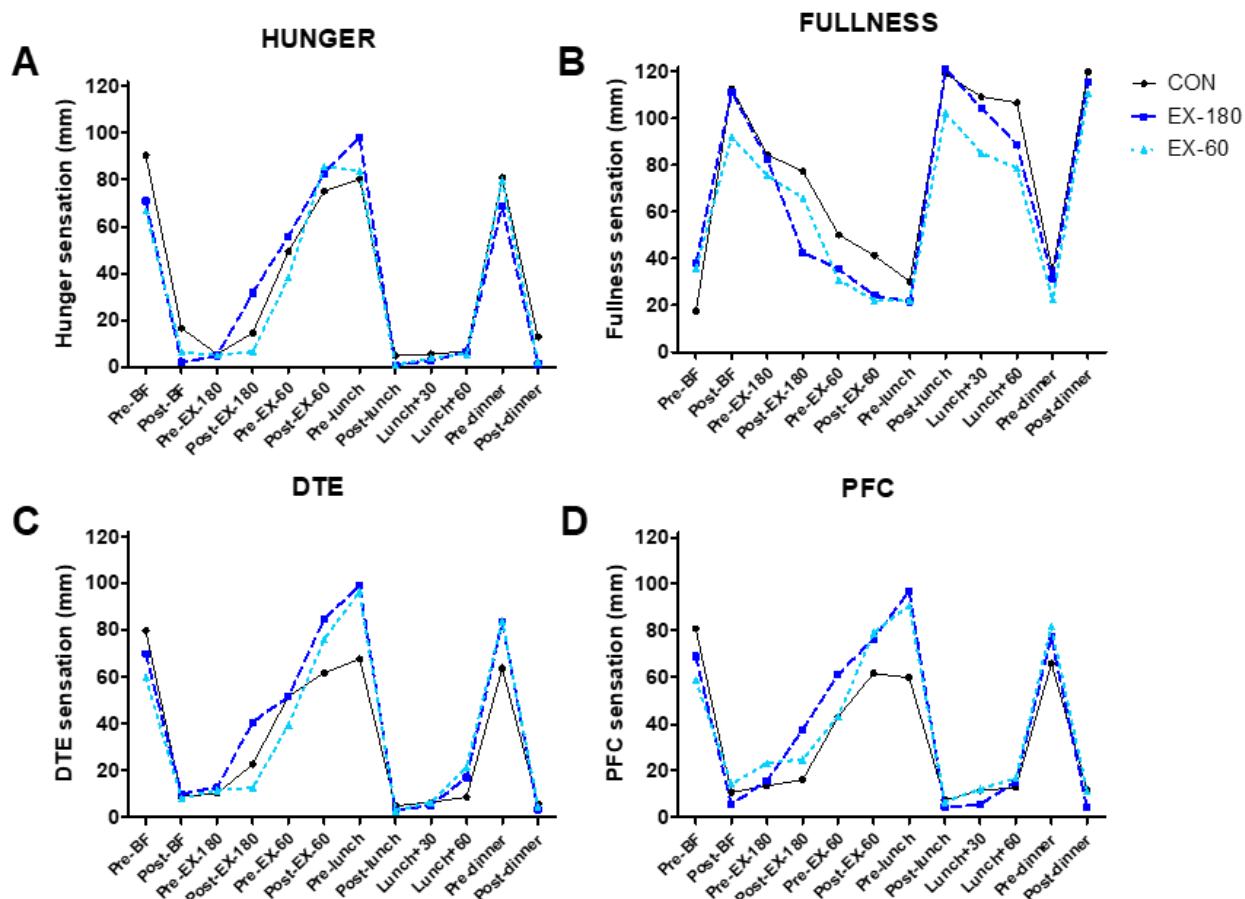 A
HUNGER
Hunger sensation (mm)
120
100
80
60
40
20
0
Pre-BF
Post-BF
Pre-EX-180
Post-EX-180
Pre-EX-60
Post-EX-60
Pre-lunch
Post-lunch
Lunch+30
Lunch+60
Pre-dinner
Post-dinner
B
FULLNESS
Fullness sensation (mm)
120
100
80
60
40
20
0
Pre-BF
Post-BF
Pre-EX-180
Post-EX-180
Pre-EX-60
Post-EX-60
Pre-lunch
Post-lunch
Lunch+30
Lunch+60
Pre-dinner
Post-dinner
CON
EX-180
EX-60
C
DTE
DTE sensation (mm)
120
100
80
60
40
20
0
Pre-BF
Post-BF
Pre-EX-180
Post-EX-180
Pre-EX-60
Post-EX-60
Pre-lunch
Post-lunch
Lunch+30
Lunch+60
Pre-dinner
Post-dinner
D
PFC
PFC sensation (mm)
120
100
80
60
40
20
0
Pre-BF
Post-BF
Pre-EX-180
Post-EX-180
Pre-EX-60
Post-EX-60
Pre-lunch
Post-lunch
Lunch+30
Lunch+60
Pre-dinner
Post-dinner